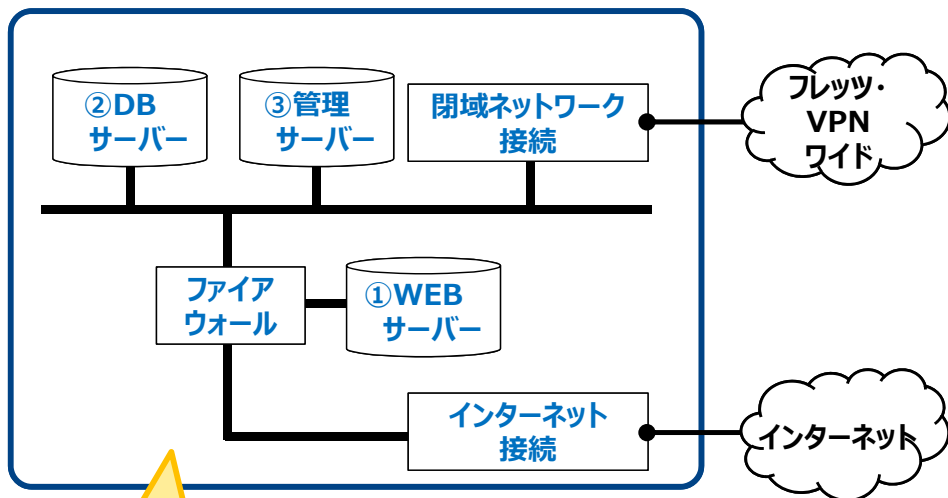 ②DB
サーバー
③管理
サーバー
閉域ネットワーク
接続
フレッツ・
VPN
ワイド
ファイア
ウォール
①WEB
サーバー
インターネット
接続
インターネット